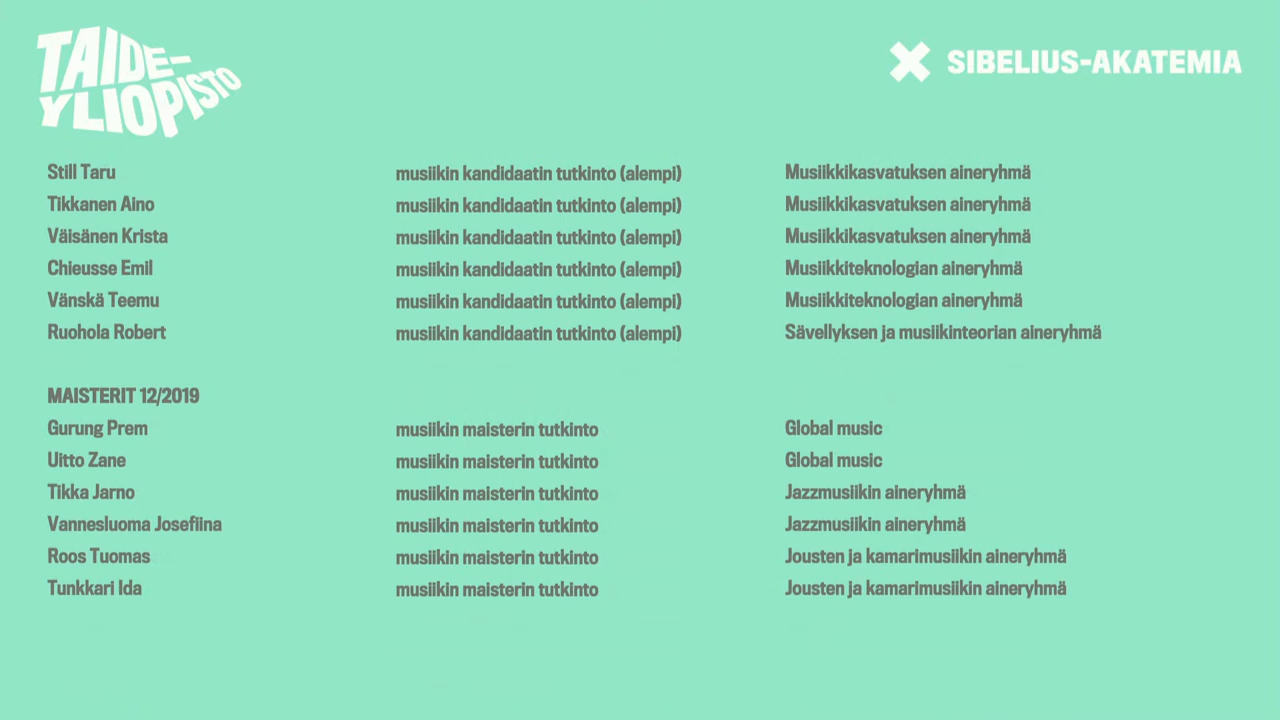 TAIDE-
YLIOPISTO
SIBELIUS-AKATEMIA
Still Taru musiikin kandidaatin tutkinto (alempi) Musiikkikasvatuksen aineryhmä
Tikkanen Aino musiikin kandidaatin tutkinto (alempi) Musiikkikasvatuksen aineryhmä
Väisänen Krista musiikin kandidaatin tutkinto (alempi) Musiikkikasvatuksen aineryhmä
Chieusse Emil musiikin kandidaatin tutkinto (alempi) Musiikkiteknologian aineryhmä
Vänskä Teemu musiikin kandidaatin tutkinto (alempi) Musiikkiteknologian aineryhmä
Ruohola Robert musiikin kandidaatin tutkinto (alempi) Sävellyksen ja musiikinteorian aineryhmä
MAISTERIT 12/2019
Gurung Prem musiikin maisterin tutkinto Global music
Uitto Zane musiikin maisterin tutkinto Global music
Tikka Jarno musiikin maisterin tutkinto Jazzmusiikin aineryhmä
Vannesluoma Josefiina musiikin maisterin tutkinto Jazzmusiikin aineryhmä
Roos Tuomas musiikin maisterin tutkinto Jousten ja kamarimusiikin aineryhmä
Tunkkari Ida musiikin maisterin tutkinto Jousten ja kamarimusiikin aineryhmä